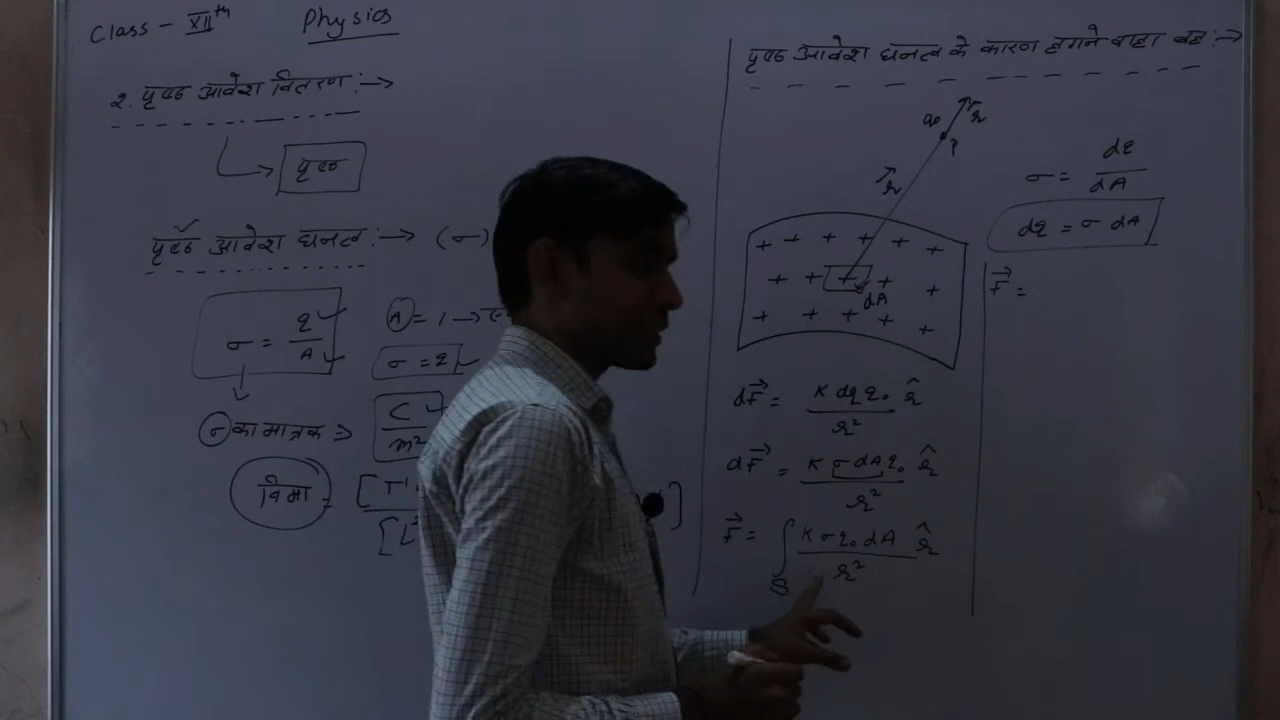 Class - XIIth Physics
2. पृष्ठ आवेश वितरण :→
पृष्ठ
पृष्ठ आवेश घनत्व :→ (σ)
σ = q/A
A = 1 →
σ = q
σ का मात्रक ⇒ C/m²
विमा =
पृष्ठ आवेश घनत्व के कारण लगने वाला बल :→
q₀ r⃗
P
r⃗
+ + + + + +
+ + + + +
dA
+ + + + +
dF⃗ = K dq q₀ / r² r̂
dF⃗ = K σ dA q₀ / r² r̂
F⃗ = ∫S K σ q₀ dA / r² r̂
σ = dq/dA
dq = σ dA
F⃗ =